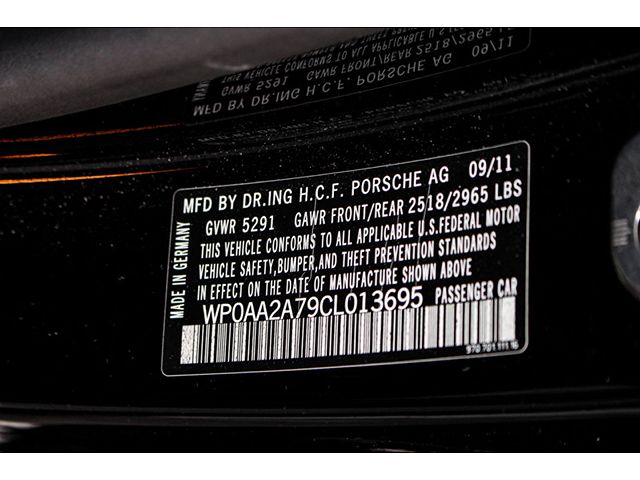 MFD BY DR.ING H.C.F. PORSCHE AG 09/11
GVWR 5291 GAWR FRONT/REAR 2518/2965 LBS
THIS VEHICLE CONFORMS TO ALL APPLICABLE U.S.FEDERAL MOTOR
VEHICLE SAFETY,BUMPER,AND THEFT PREVENTION STANDARDS
IN EFFECT ON THE DATE OF MANUFACTURE SHOWN ABOVE
WP0AA2A79CL013695 PASSENGER CAR
MADE IN GERMANY
970.701.111.16